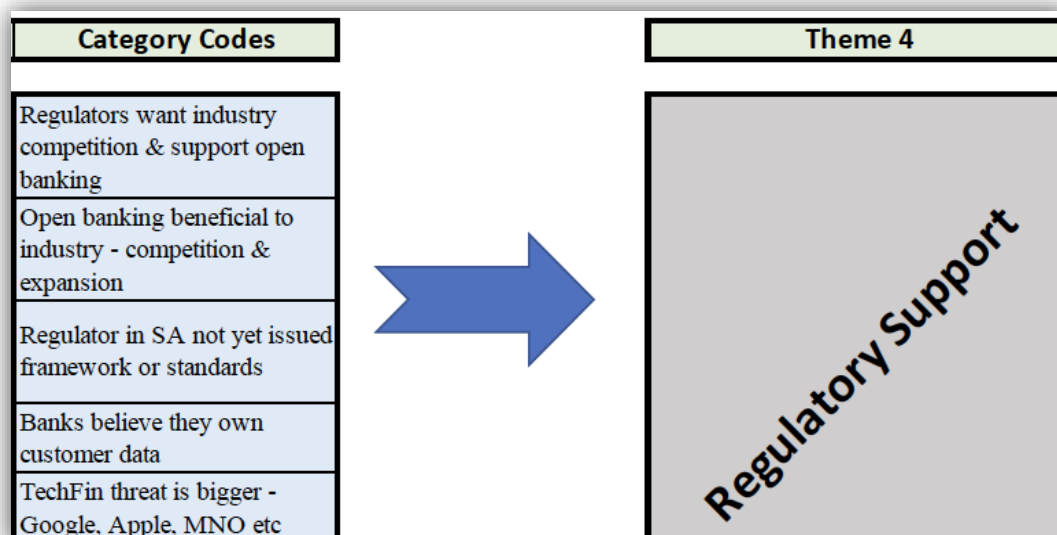 Category Codes
Theme 4
Regulators want industry
competition & support open
banking
Open banking beneficial to
industry - competition &
expansion
Regulator in SA not yet issued
framework or standards
Banks believe they own
customer data
TechFin threat is bigger -
Google, Apple, MNO etc
Regulatory Support